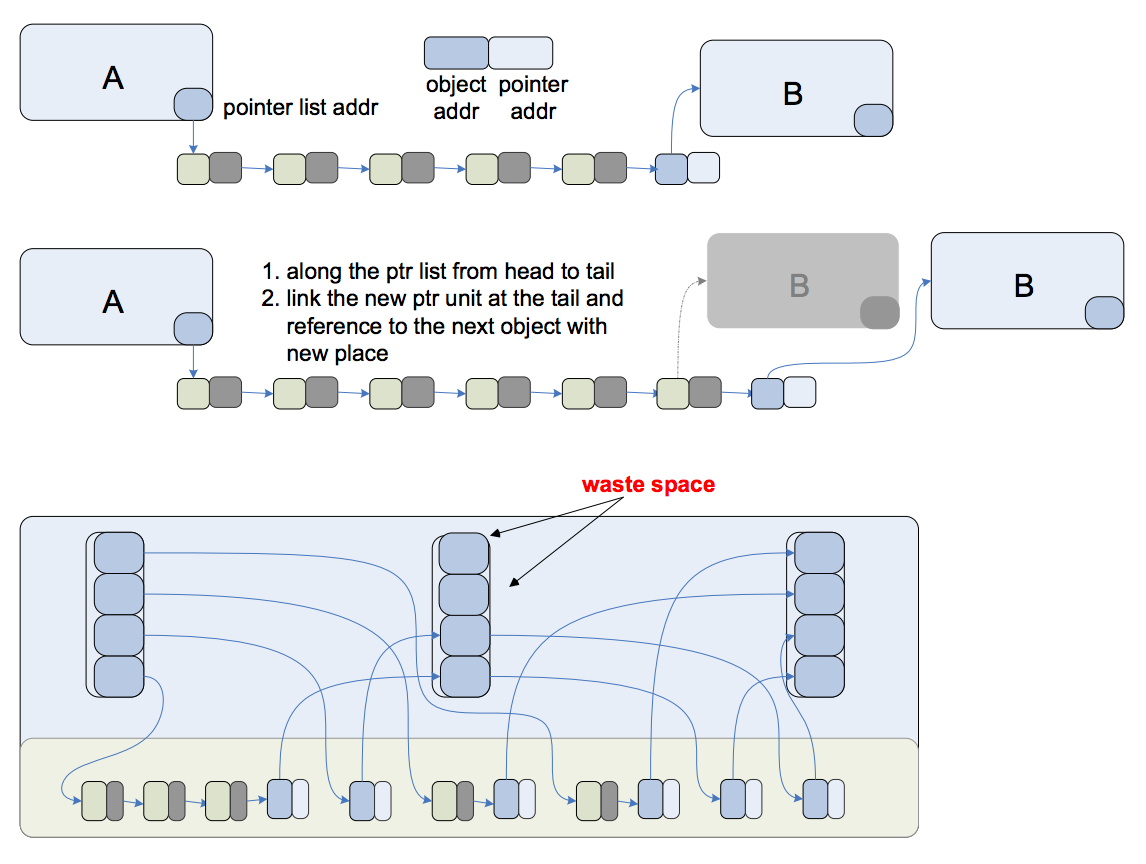 A
object pointer
addr addr
B
pointer list addr
A
1. along the ptr list from head to tail
2. link the new ptr unit at the tail and
reference to the next object with
new place
B
B
waste space